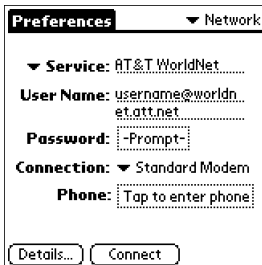 Preferences ▼ Network
▼ Service: AT&T WorldNet
User Name: username@worldn
et.att.net
Password: -Prompt-
Connection: ▼ Standard Modem
Phone: Tap to enter phone
Details... Connect